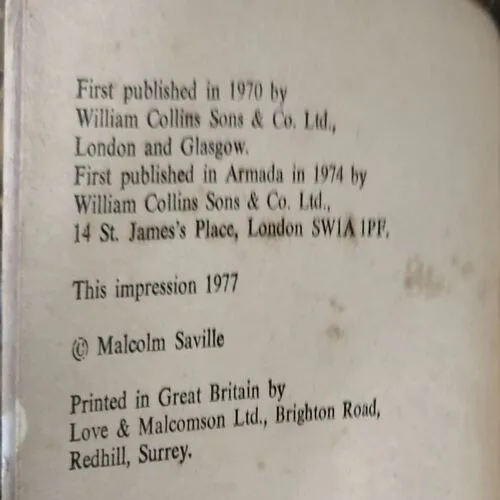 First published in 1970 by
William Collins Sons & Co. Ltd.,
London and Glasgow.
First published in Armada in 1974 by
William Collins Sons & Co. Ltd.,
14 St. James's Place, London SW1A 1PF.
This impression 1977
© Malcolm Saville
Printed in Great Britain by
Love & Malcomson Ltd., Brighton Road,
Redhill, Surrey.